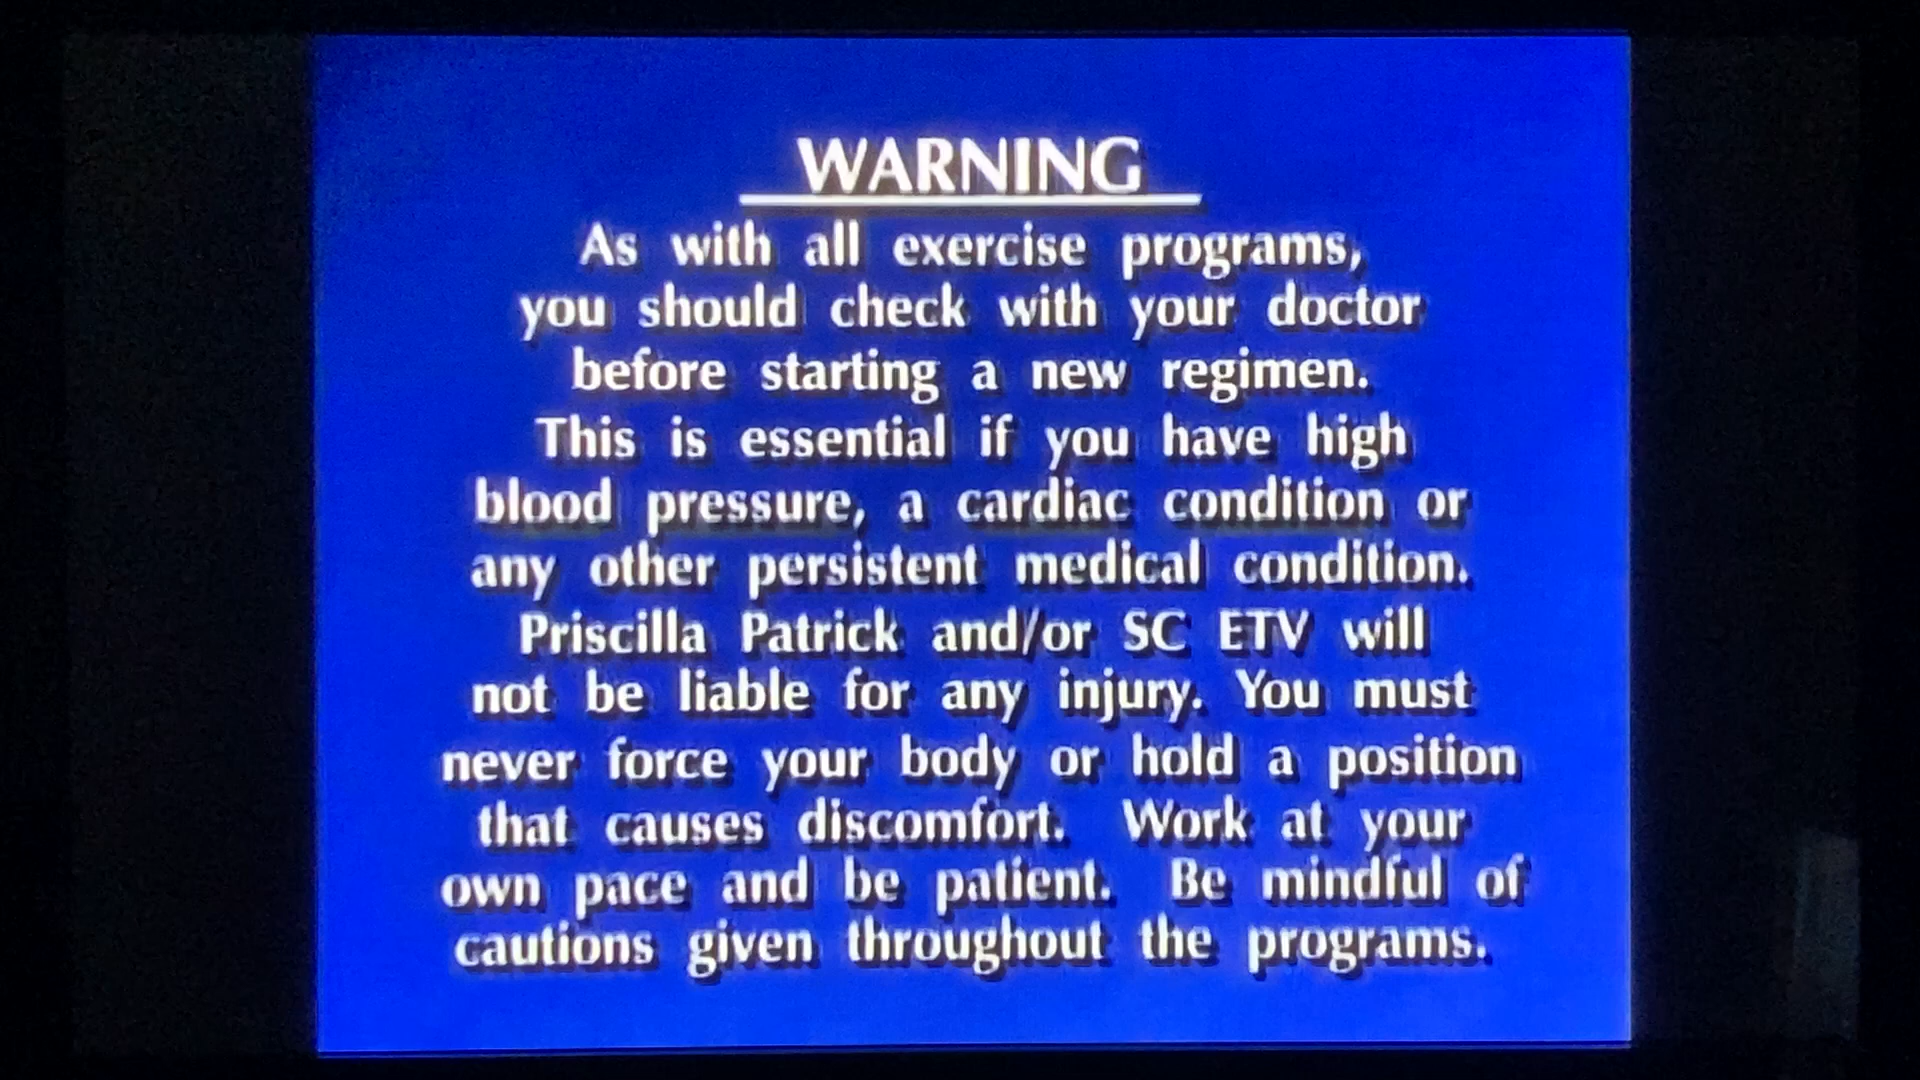 WARNING
As with all exercise programs,
you should check with your doctor
before starting a new regimen.
This is essential if you have high
blood pressure, a cardiac condition or
any other persistent medical condition.
Priscilla Patrick and/or SC ETV will
not be liable for any injury. You must
never force your body or hold a position
that causes discomfort. Work at your
own pace and be patient. Be mindful of
cautions given throughout the programs.